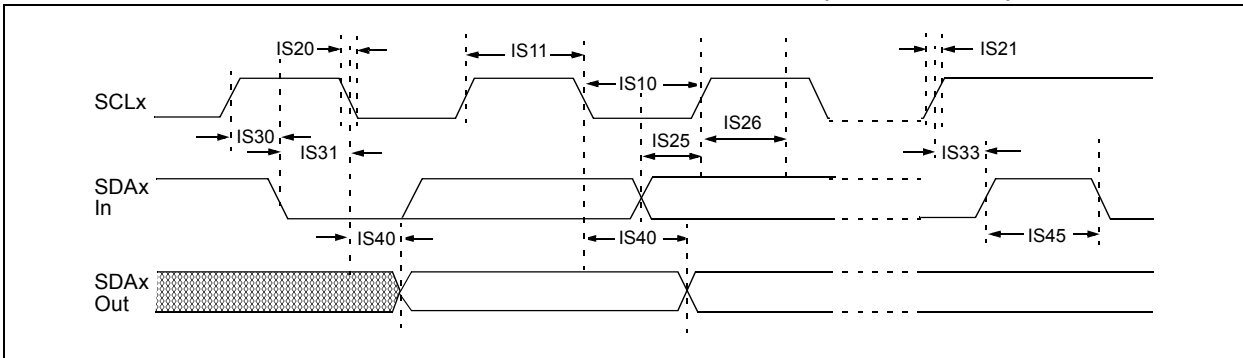 IS20
IS11
IS21
IS10
SCLx
IS30
IS26
IS31
IS25
IS33
SDAx
In
IS40
IS40
IS45
SDAx
Out